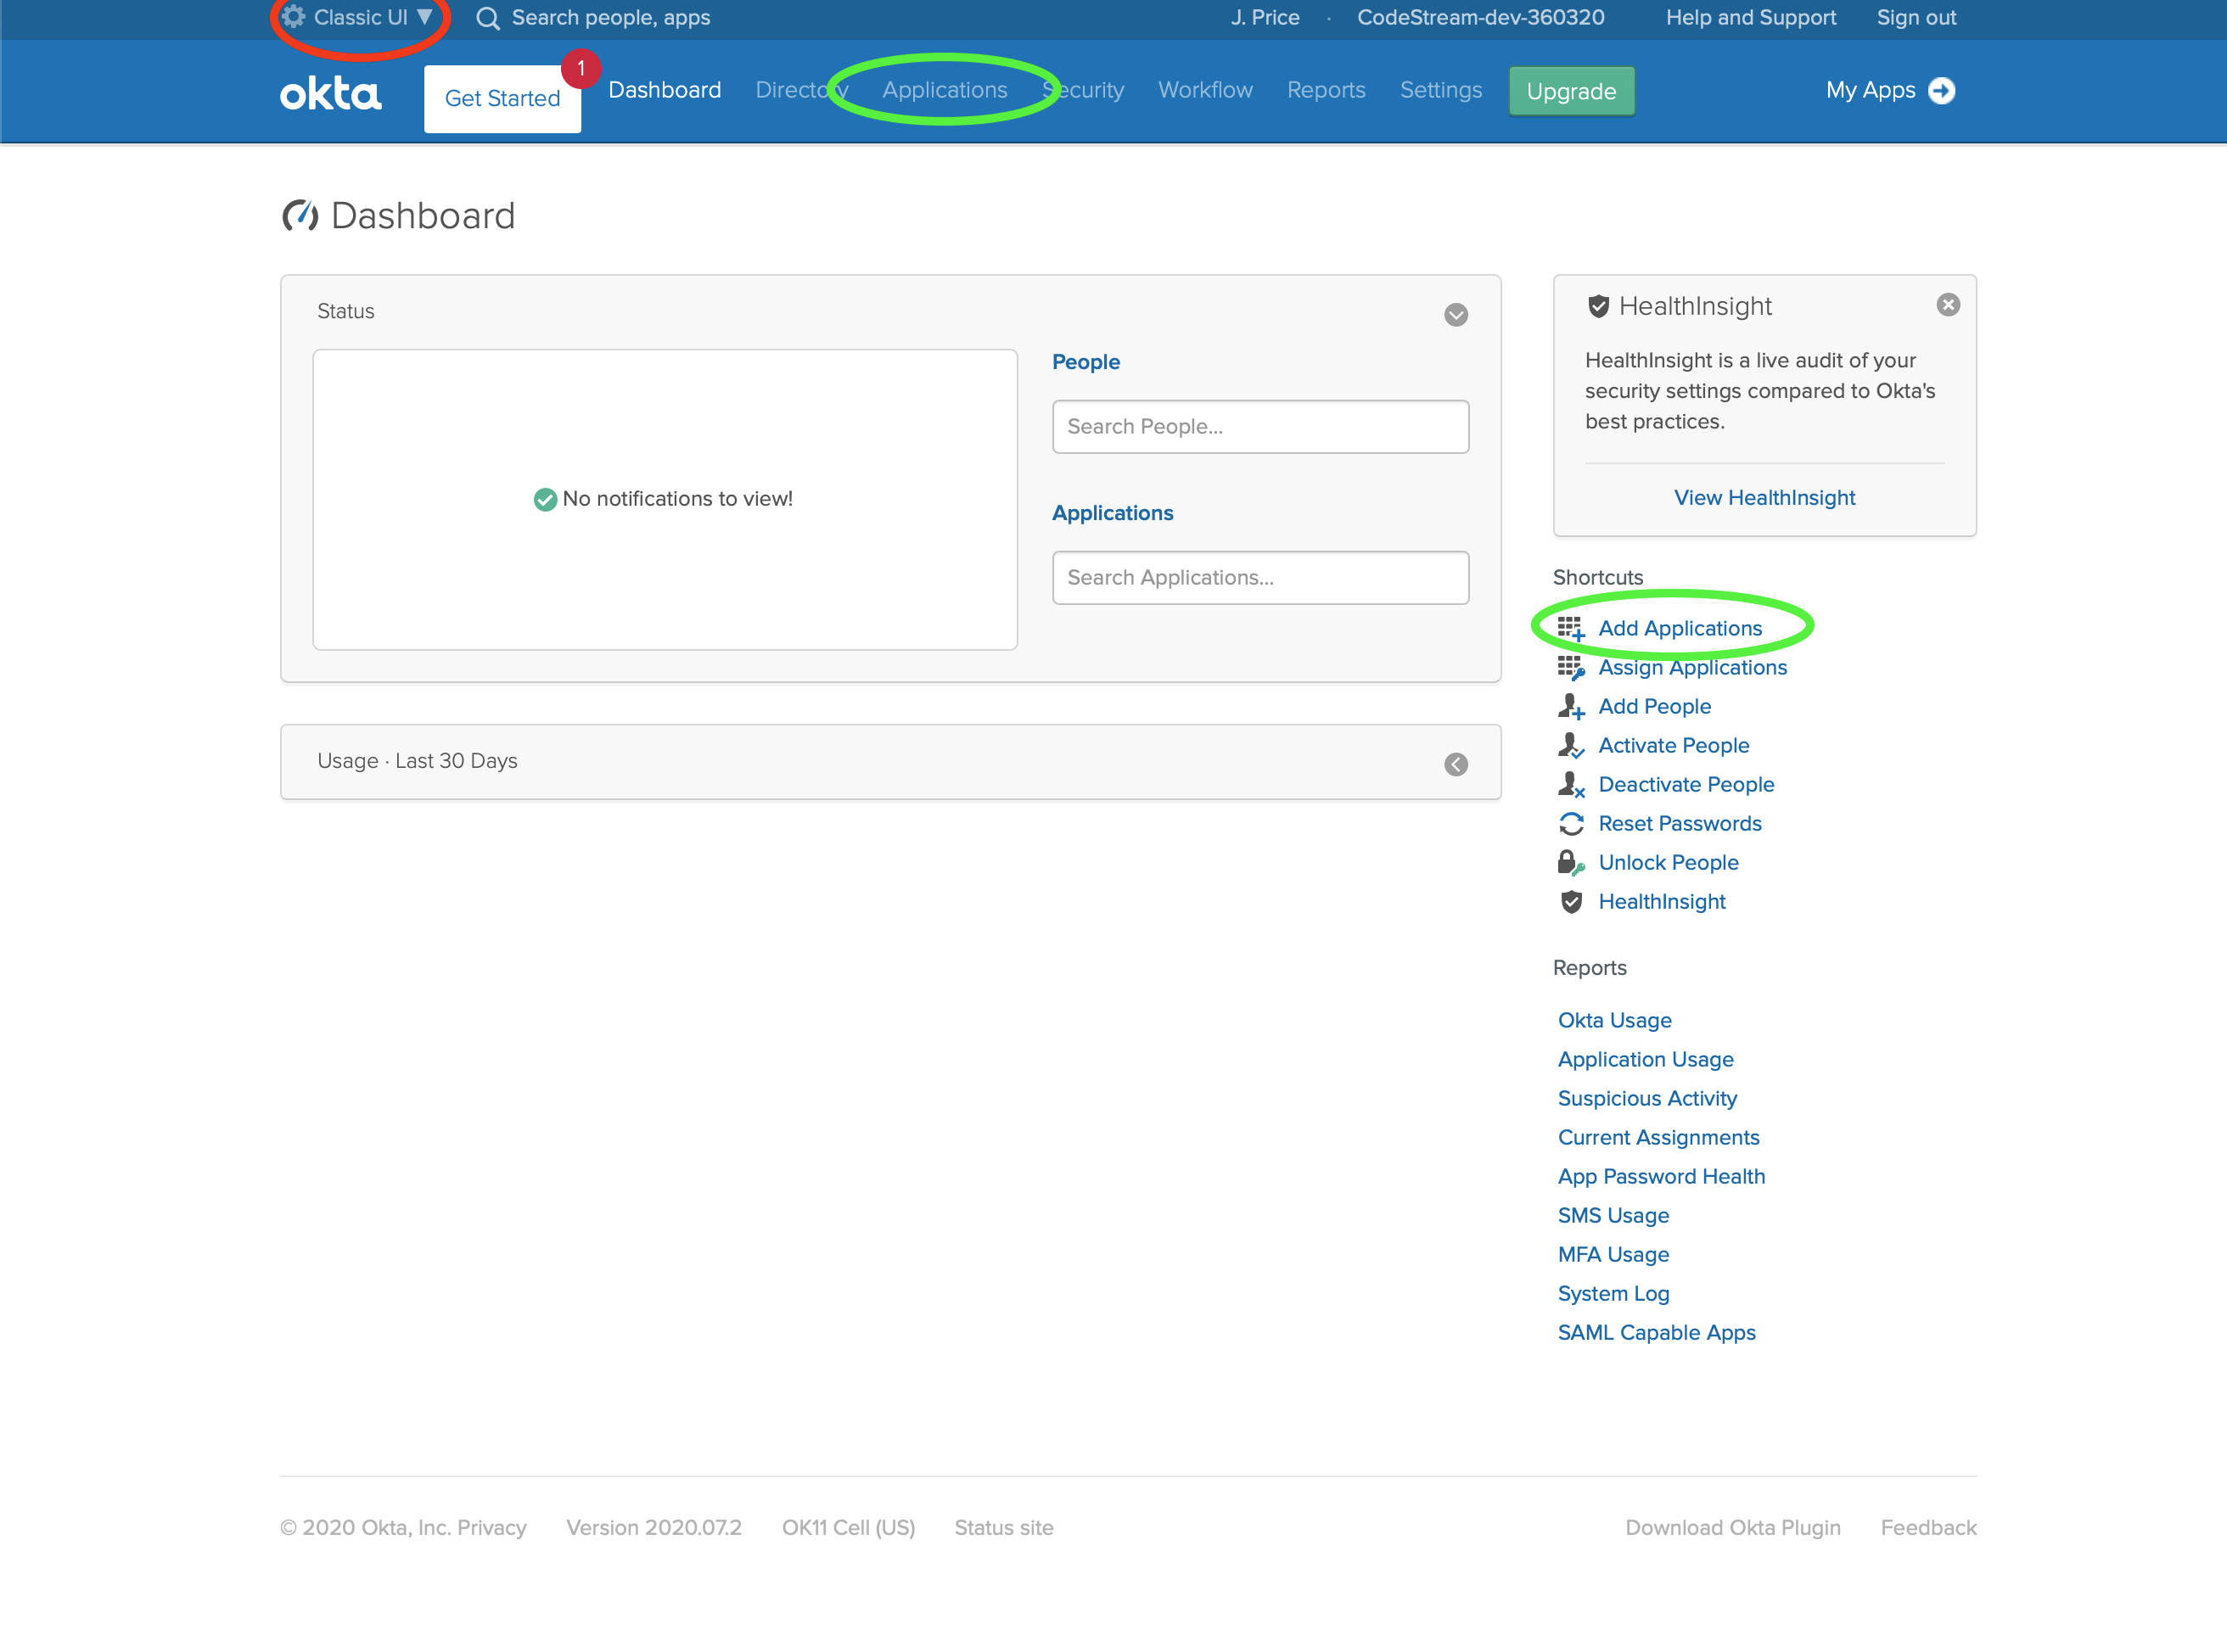 Classic UI ▼ Search people, apps J. Price · CodeStream-dev-360320 Help and Support Sign out
okta Get Started 1 Dashboard Directory Applications Security Workflow Reports Settings Upgrade My Apps
Dashboard
Status
No notifications to view!
People
Search People...
Applications
Search Applications...
Usage · Last 30 Days
HealthInsight
HealthInsight is a live audit of your
security settings compared to Okta's
best practices.
View HealthInsight
Shortcuts
Add Applications
Assign Applications
Add People
Activate People
Deactivate People
Reset Passwords
Unlock People
HealthInsight
Reports
Okta Usage
Application Usage
Suspicious Activity
Current Assignments
App Password Health
SMS Usage
MFA Usage
System Log
SAML Capable Apps
© 2020 Okta, Inc. Privacy Version 2020.07.2 OK11 Cell (US) Status site Download Okta Plugin Feedback